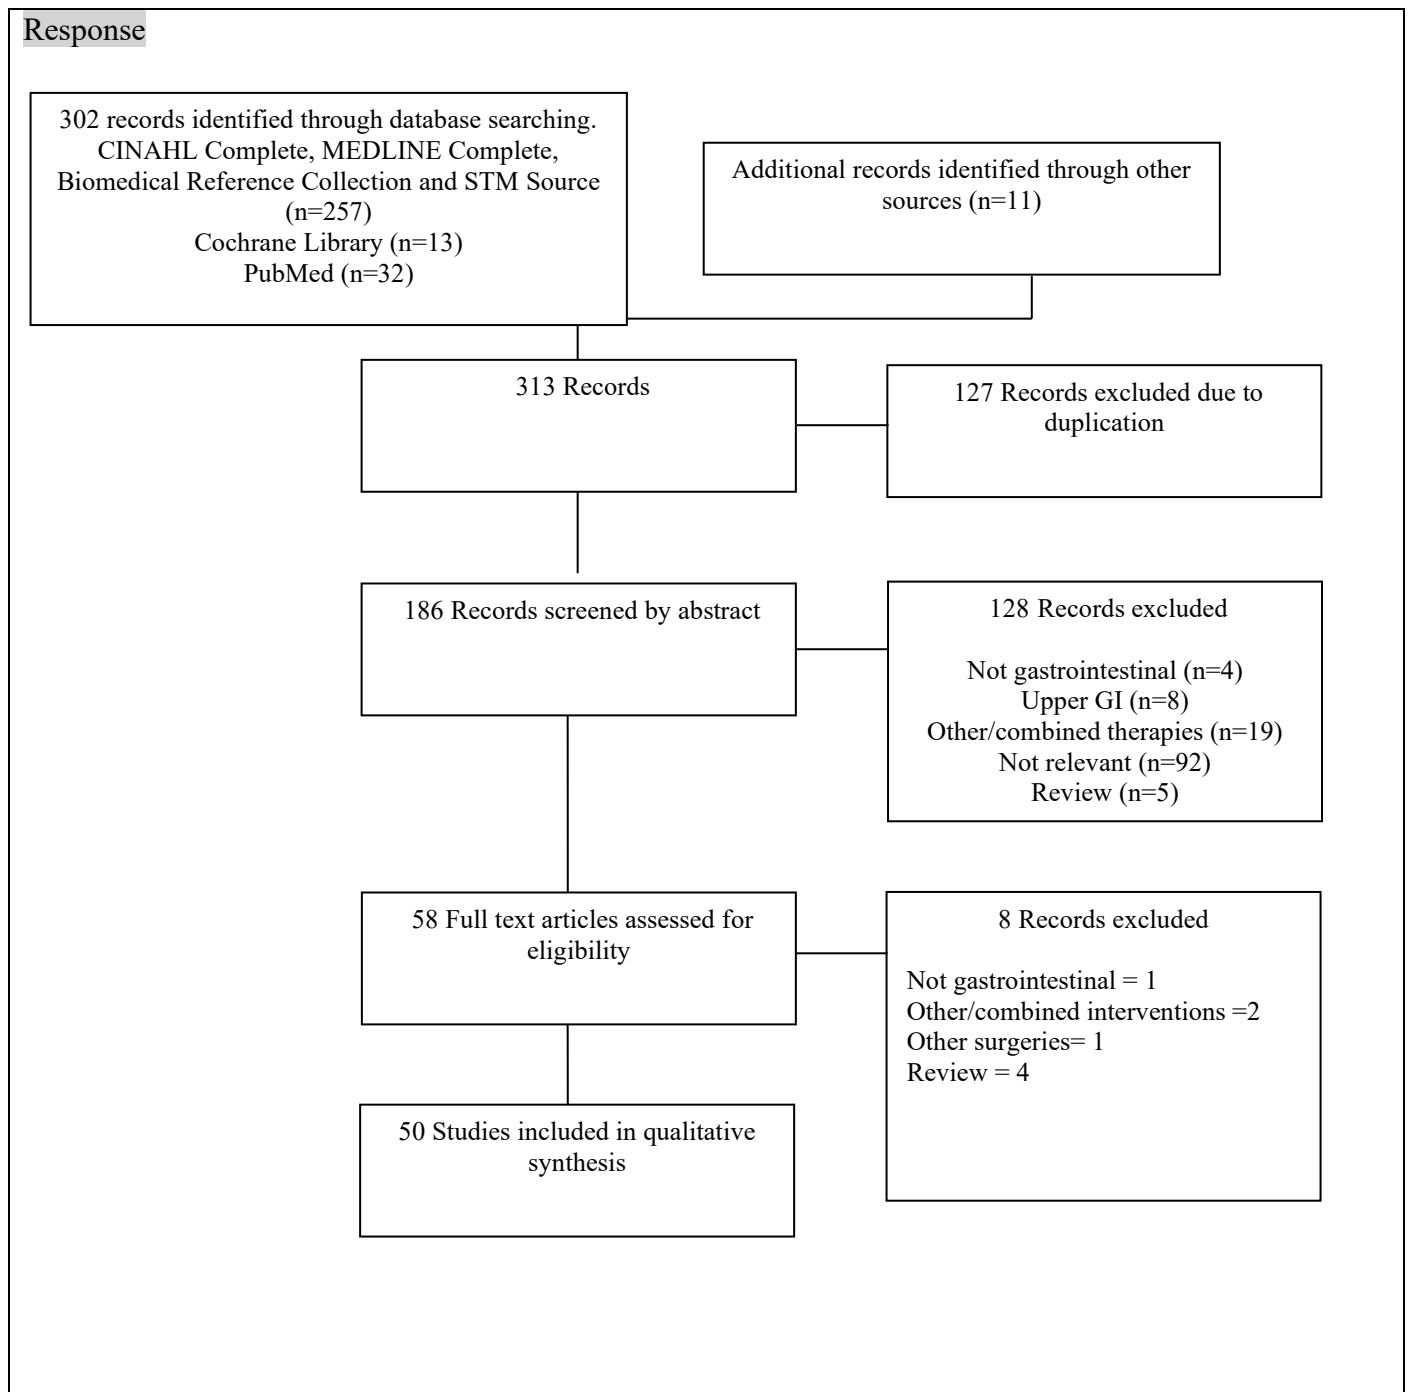 Response
302 records identified through database searching.
CINAHL Complete, MEDLINE Complete,
Biomedical Reference Collection and STM Source
(n=257)
Cochrane Library (n=13)
PubMed (n=32)
Additional records identified through other
sources (n=11)
313 Records
127 Records excluded due to
duplication
186 Records screened by abstract
128 Records excluded
Not gastrointestinal (n=4)
Upper GI (n=8)
Other/combined therapies (n=19)
Not relevant (n=92)
Review (n=5)
58 Full text articles assessed for
eligibility
8 Records excluded
Not gastrointestinal = 1
Other/combined interventions =2
Other surgeries= 1
Review = 4
50 Studies included in qualitative
synthesis